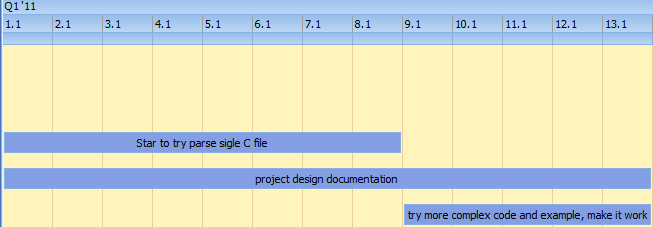 Q1 '11
1.1 2.1 3.1 4.1 5.1 6.1 7.1 8.1 9.1 10.1 11.1 12.1 13.1
Star to try parse sigle C file
project design documentation
try more complex code and example, make it work